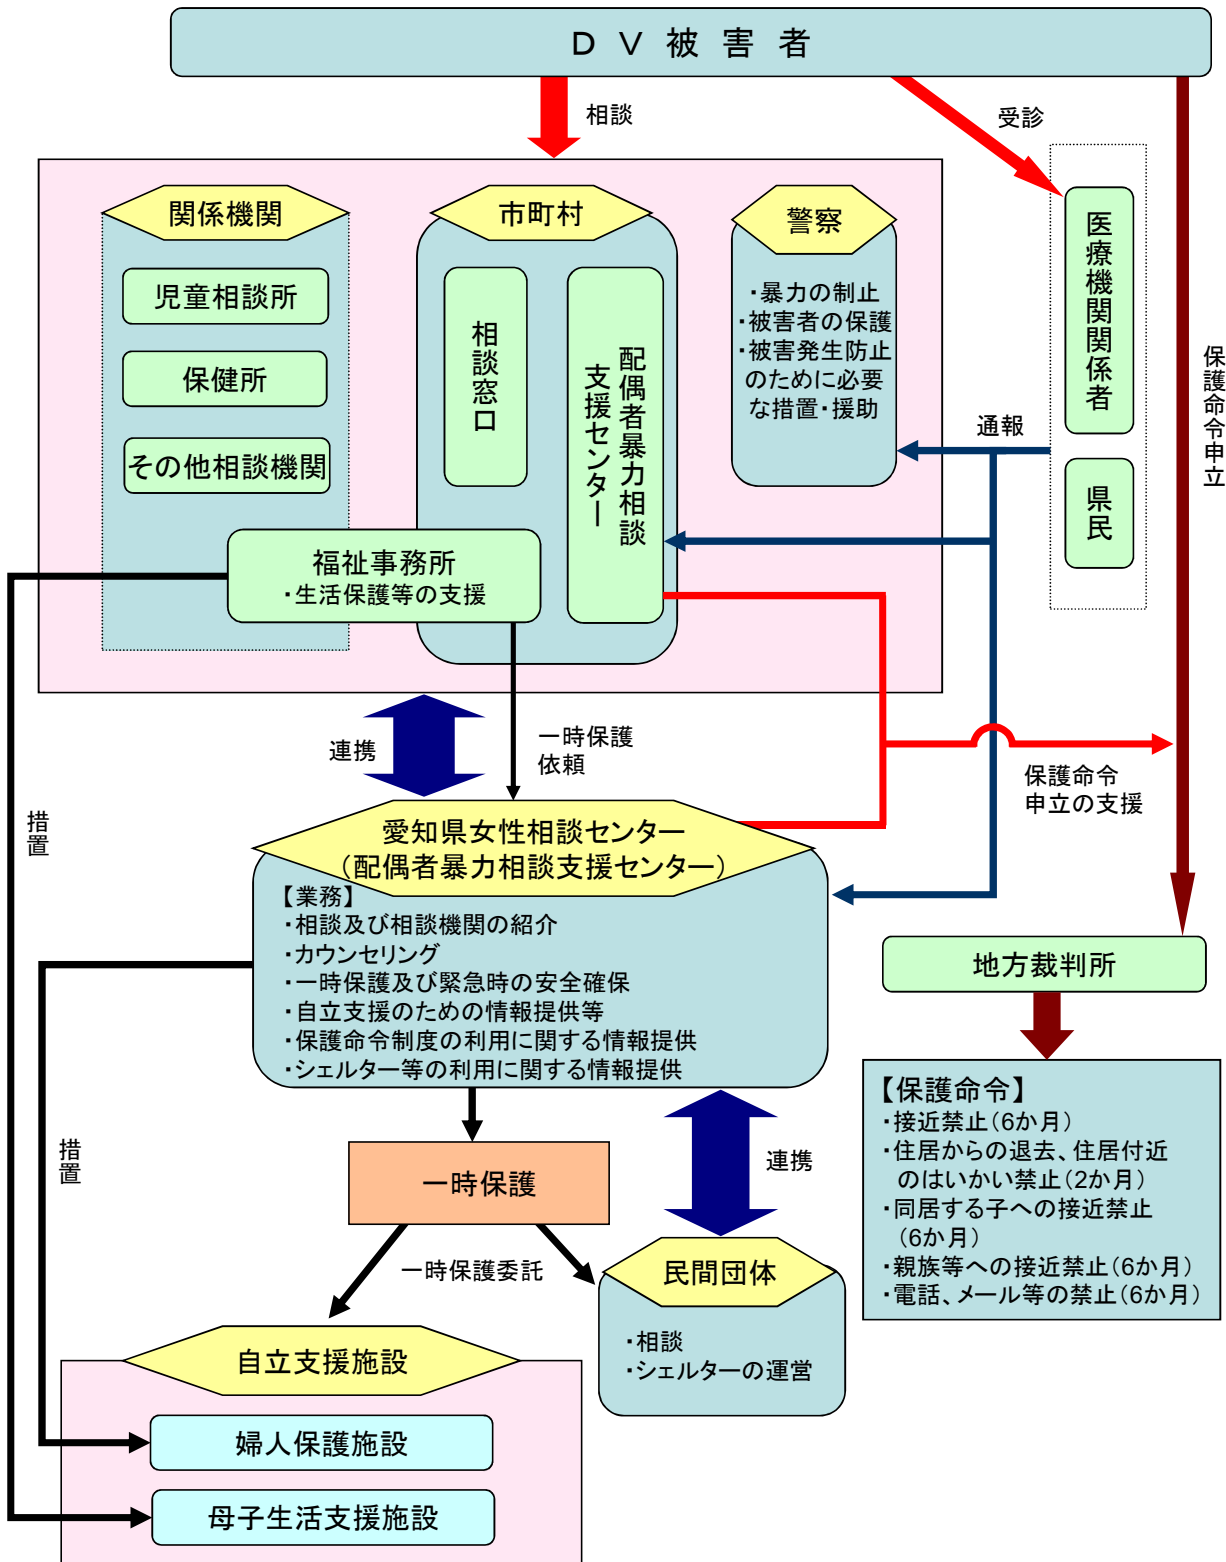 ＤＶ被害者
相談
受診
関係機関
市町村
警察
児童相談所
保健所
その他相談機関
相談窓口
配偶者暴力相談
支援センター
・暴力の制止
・被害者の保護
・被害発生防止
のために必要
な措置・援助
医療機関関係者
県民
通報
保護命令申立
福祉事務所
・生活保護等の支援
連携
一時保護
依頼
保護命令
申立の支援
措置
愛知県女性相談センター
（配偶者暴力相談支援センター）
【業務】
・相談及び相談機関の紹介
・カウンセリング
・一時保護及び緊急時の安全確保
・自立支援のための情報提供等
・保護命令制度の利用に関する情報提供
・シェルター等の利用に関する情報提供
地方裁判所
【保護命令】
・接近禁止（6か月）
・住居からの退去、住居付近
のはいかい禁止（2か月）
・同居する子への接近禁止
（6か月）
・親族等への接近禁止（6か月）
・電話、メール等の禁止（6か月）
措置
一時保護
連携
一時保護委託
民間団体
・相談
・シェルターの運営
自立支援施設
婦人保護施設
母子生活支援施設